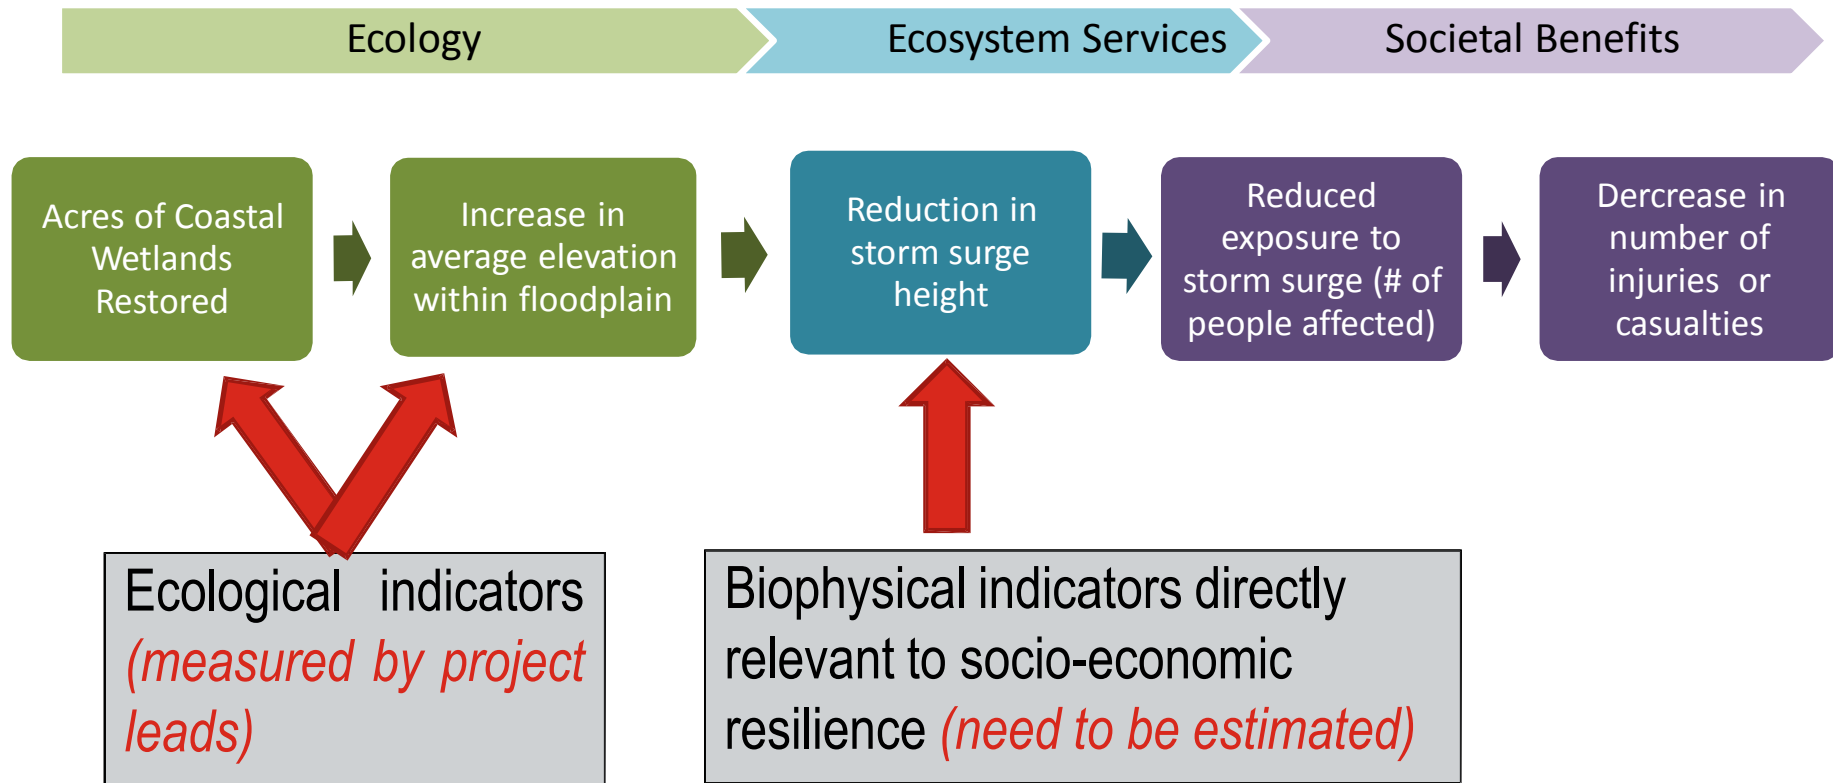 Ecology
Ecosystem Services
Societal Benefits
Acres of Coastal
Wetlands
Restored
Increase in
average elevation
within floodplain
Reduction in
storm surge
height
Reduced
exposure to
storm surge (# of
people affected)
Dercrease in
number of
injuries or
casualties
Ecological indicators
(measured by project
leads)
Biophysical indicators directly
relevant to socio-economic
resilience (need to be estimated)